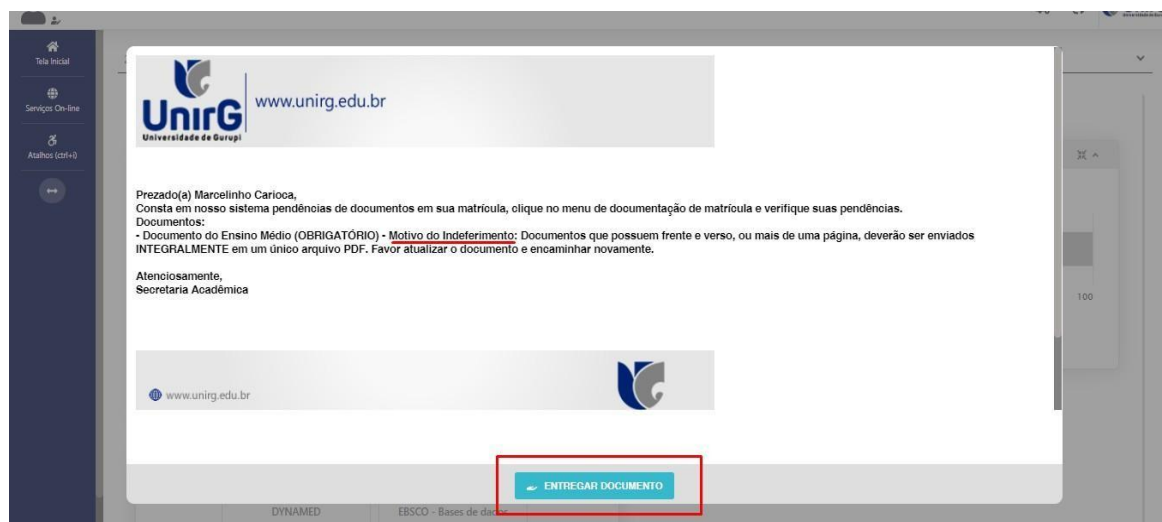 Tela Inicial
Serviços On-line
Atalhos (ctrl+i)
UnirG
Universidade de Gurupi
www.unirg.edu.br
Prezado(a) Marcelinho Carioca,
Consta em nosso sistema pendências de documentos em sua matrícula, clique no menu de documentação de matrícula e verifique suas pendências.
Documentos:
- Documento do Ensino Médio (OBRIGATÓRIO) - Motivo do Indeferimento: Documentos que possuem frente e verso, ou mais de uma página, deverão ser enviados
INTEGRALMENTE em um único arquivo PDF. Favor atualizar o documento e encaminhar novamente.
Atenciosamente,
Secretaria Acadêmica
100
www.unirg.edu.br
ENTREGAR DOCUMENTO
DYNAMED
EBSCO - Bases de dados